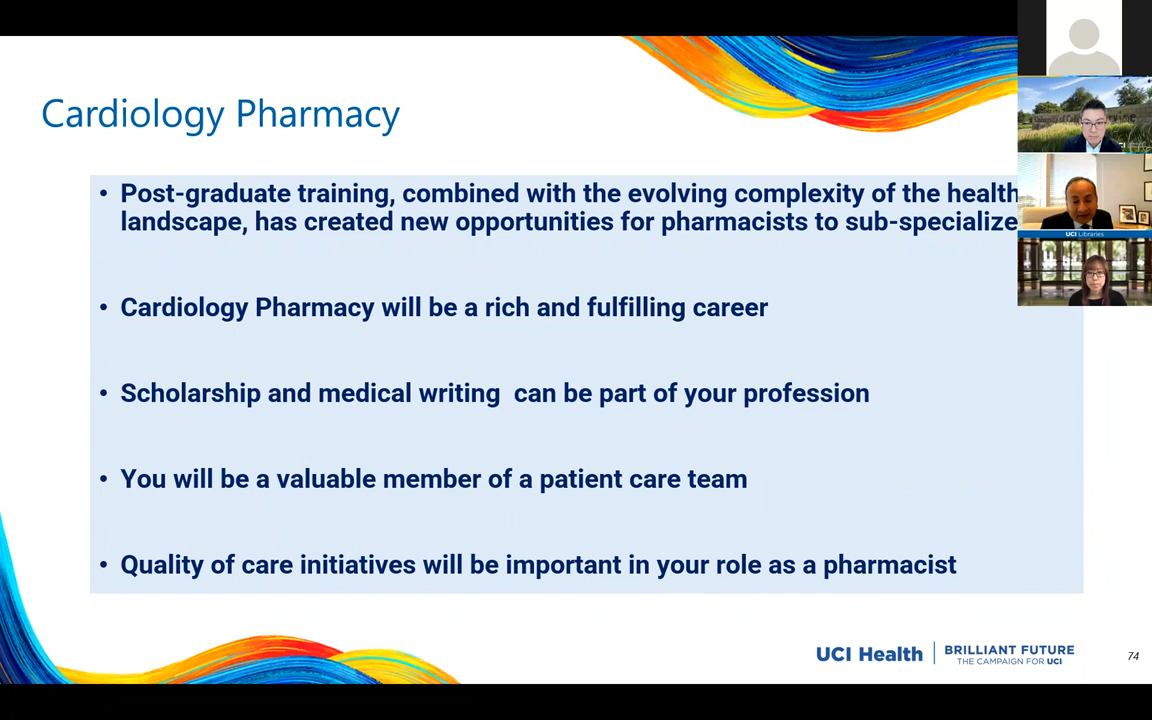 Cardiology Pharmacy
• Post-graduate training, combined with the evolving complexity of the health
landscape, has created new opportunities for pharmacists to sub-specialize
• Cardiology Pharmacy will be a rich and fulfilling career
• Scholarship and medical writing can be part of your profession
• You will be a valuable member of a patient care team
• Quality of care initiatives will be important in your role as a pharmacist
UCI Libraries
UCI Health
BRILLIANT FUTURE
THE CAMPAIGN FOR UCI
74